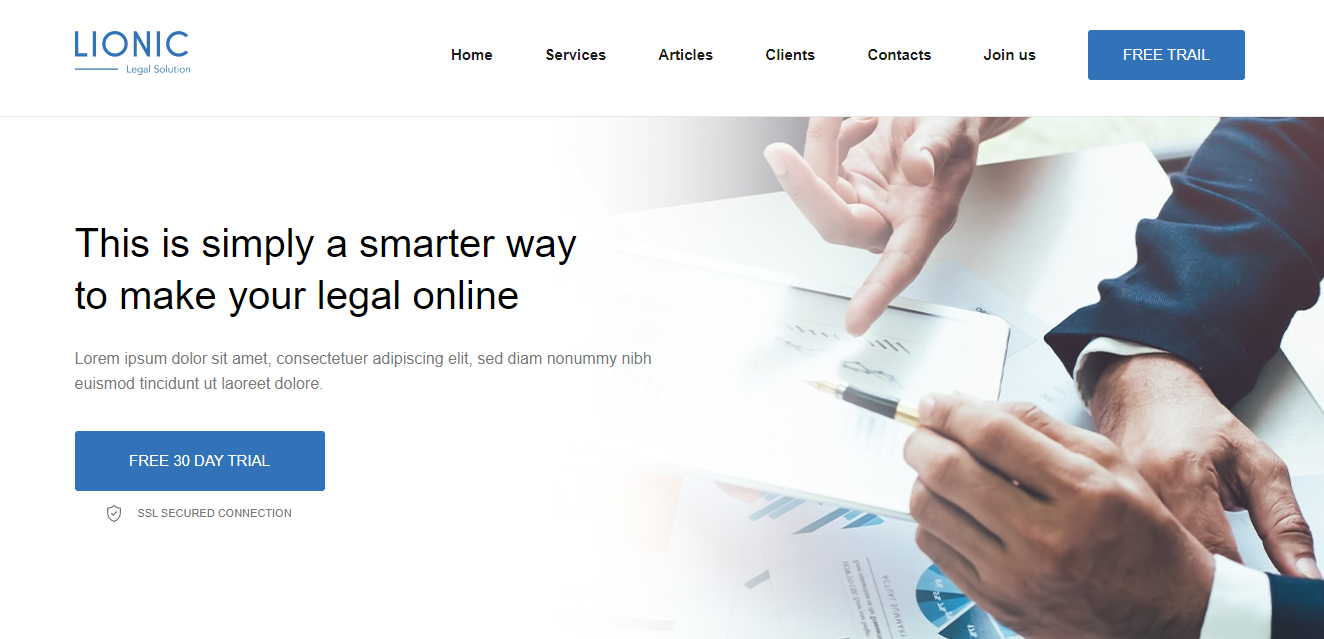 LIONIC
Legal Solution
Home Services Articles Clients Contacts Join us FREE TRAIL
This is simply a smarter way
to make your legal online
Lorem ipsum dolor sit amet, consectetuer adipiscing elit, sed diam nonummy nibh
euismod tincidunt ut laoreet dolore.
FREE 30 DAY TRIAL
SSL SECURED CONNECTION